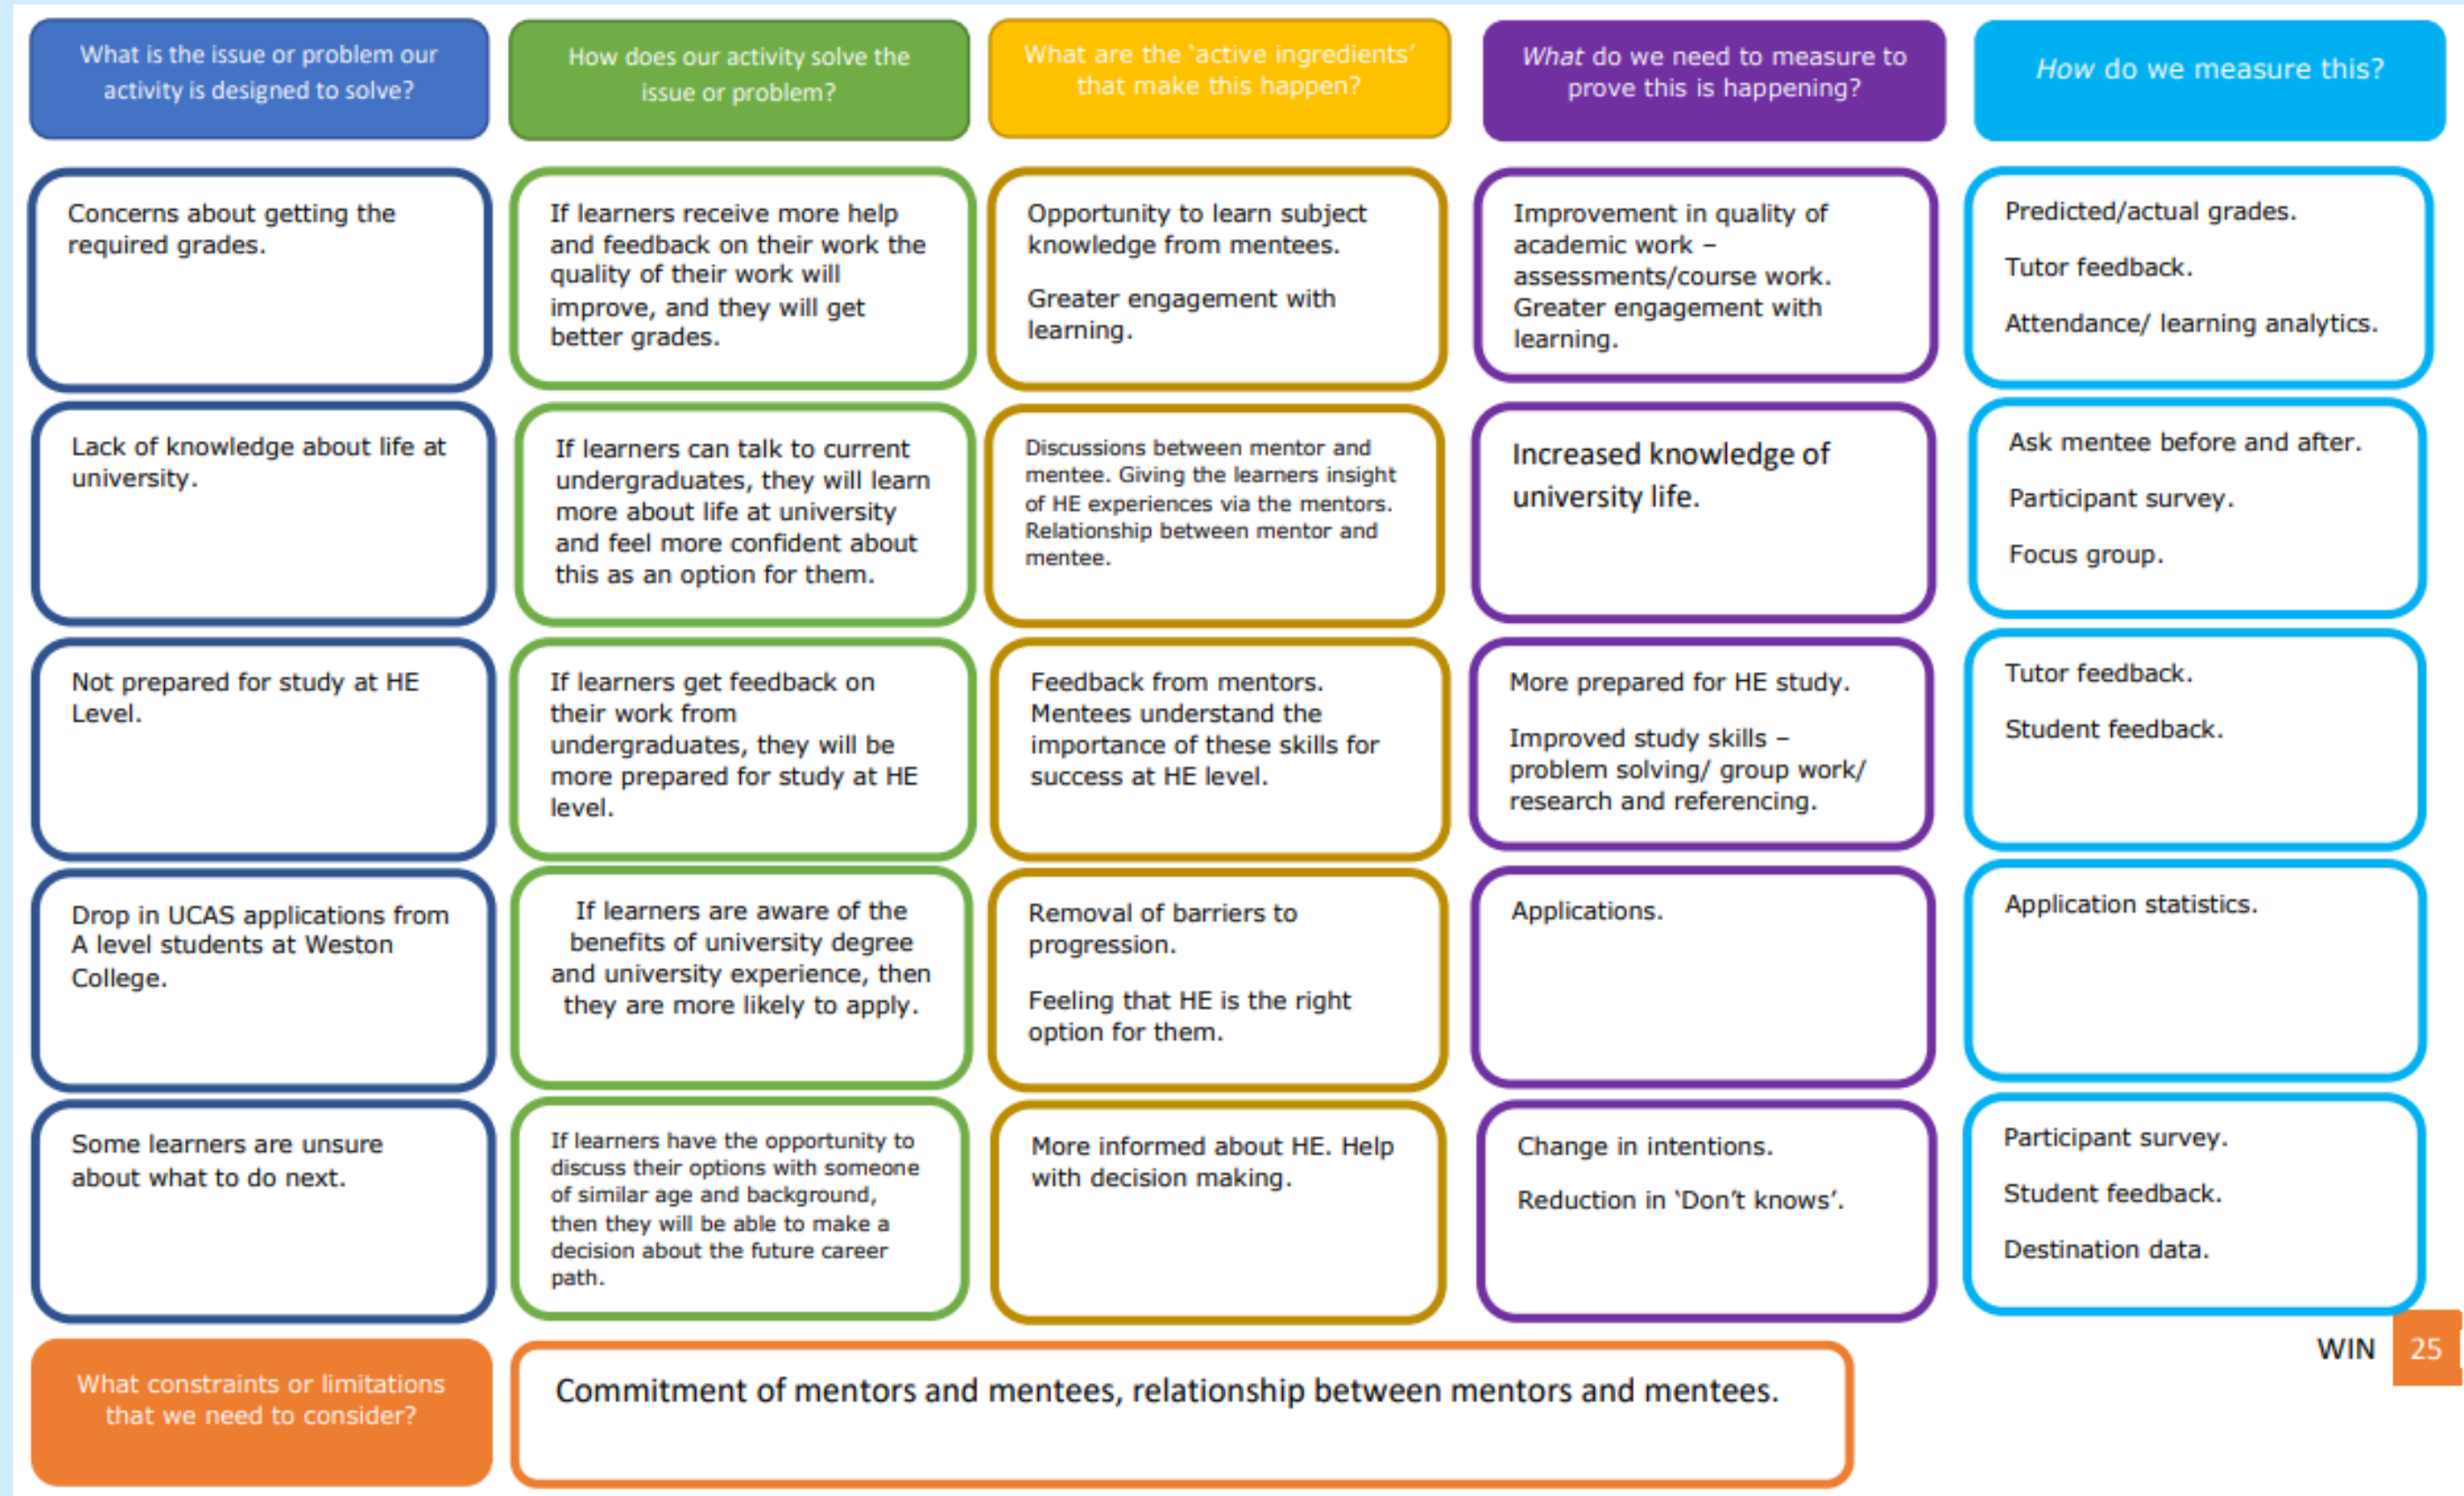 What is the issue or problem our
activity is designed to solve?
How does our activity solve the
issue or problem?
What are the ‘active ingredients’
that make this happen?
What do we need to measure to
prove this is happening?
How do we measure this?
Concerns about getting the
required grades.
If learners receive more help
and feedback on their work the
quality of their work will
improve, and they will get
better grades.
Opportunity to learn subject
knowledge from mentees.
Greater engagement with
learning.
Improvement in quality of
academic work –
assessments/course work.
Greater engagement with
learning.
Predicted/actual grades.
Tutor feedback.
Attendance/ learning analytics.
Lack of knowledge about life at
university.
If learners can talk to current
undergraduates, they will learn
more about life at university
and feel more confident about
this as an option for them.
Discussions between mentor and
mentee. Giving the learners insight
of HE experiences via the mentors.
Relationship between mentor and
mentee.
Increased knowledge of
university life.
Ask mentee before and after.
Participant survey.
Focus group.
Not prepared for study at HE
Level.
If learners get feedback on
their work from
undergraduates, they will be
more prepared for study at HE
level.
Feedback from mentors.
Mentees understand the
importance of these skills for
success at HE level.
More prepared for HE study.
Improved study skills –
problem solving/ group work/
research and referencing.
Tutor feedback.
Student feedback.
Drop in UCAS applications from
A level students at Weston
College.
If learners are aware of the
benefits of university degree
and university experience, then
they are more likely to apply.
Removal of barriers to
progression.
Feeling that HE is the right
option for them.
Applications.
Application statistics.
Some learners are unsure
about what to do next.
If learners have the opportunity to
discuss their options with someone
of similar age and background,
then they will be able to make a
decision about the future career
path.
More informed about HE. Help
with decision making.
Change in intentions.
Reduction in ‘Don’t knows’.
Participant survey.
Student feedback.
Destination data.
WIN 25
What constraints or limitations
that we need to consider?
Commitment of mentors and mentees, relationship between mentors and mentees.